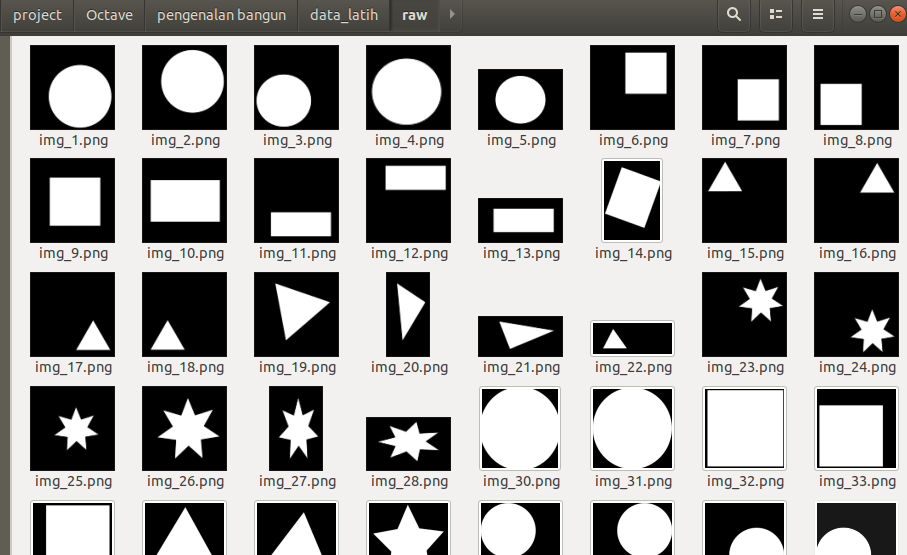 project Octave pengenalan bangun data_latih raw
img_1.png img_2.png img_3.png img_4.png img_5.png img_6.png img_7.png img_8.png
img_9.png img_10.png img_11.png img_12.png img_13.png img_14.png img_15.png img_16.png
img_17.png img_18.png img_19.png img_20.png img_21.png img_22.png img_23.png img_24.png
img_25.png img_26.png img_27.png img_28.png img_30.png img_31.png img_32.png img_33.png